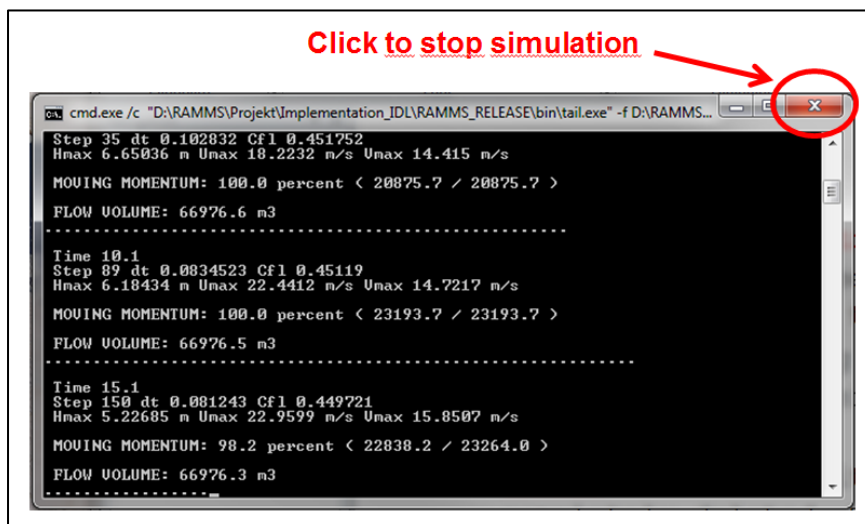 Click to stop simulation
cmd.exe /c "D:\RAMMS\Projekt\Implementation_IDL\RAMMS_RELEASE\bin\tail.exe" -f D:\RAMMS...
Step 35 dt 0.102832 Cfl 0.451752
Hmax 6.65036 m Umax 18.2232 m/s Vmax 14.415 m/s
MOVING MOMENTUM: 100.0 percent ( 20875.7 / 20875.7 )
FLOW VOLUME: 66976.6 m3
.......................................................
Time 10.1
Step 89 dt 0.0834523 Cfl 0.45119
Hmax 6.18434 m Umax 22.4412 m/s Vmax 14.7217 m/s
MOVING MOMENTUM: 100.0 percent ( 23193.7 / 23193.7 )
FLOW VOLUME: 66976.5 m3
..............................................................
Time 15.1
Step 150 dt 0.081243 Cfl 0.449721
Hmax 5.22685 m Umax 22.9599 m/s Vmax 15.8507 m/s
MOVING MOMENTUM: 98.2 percent ( 22838.2 / 23264.0 )
FLOW VOLUME: 66976.3 m3
................._